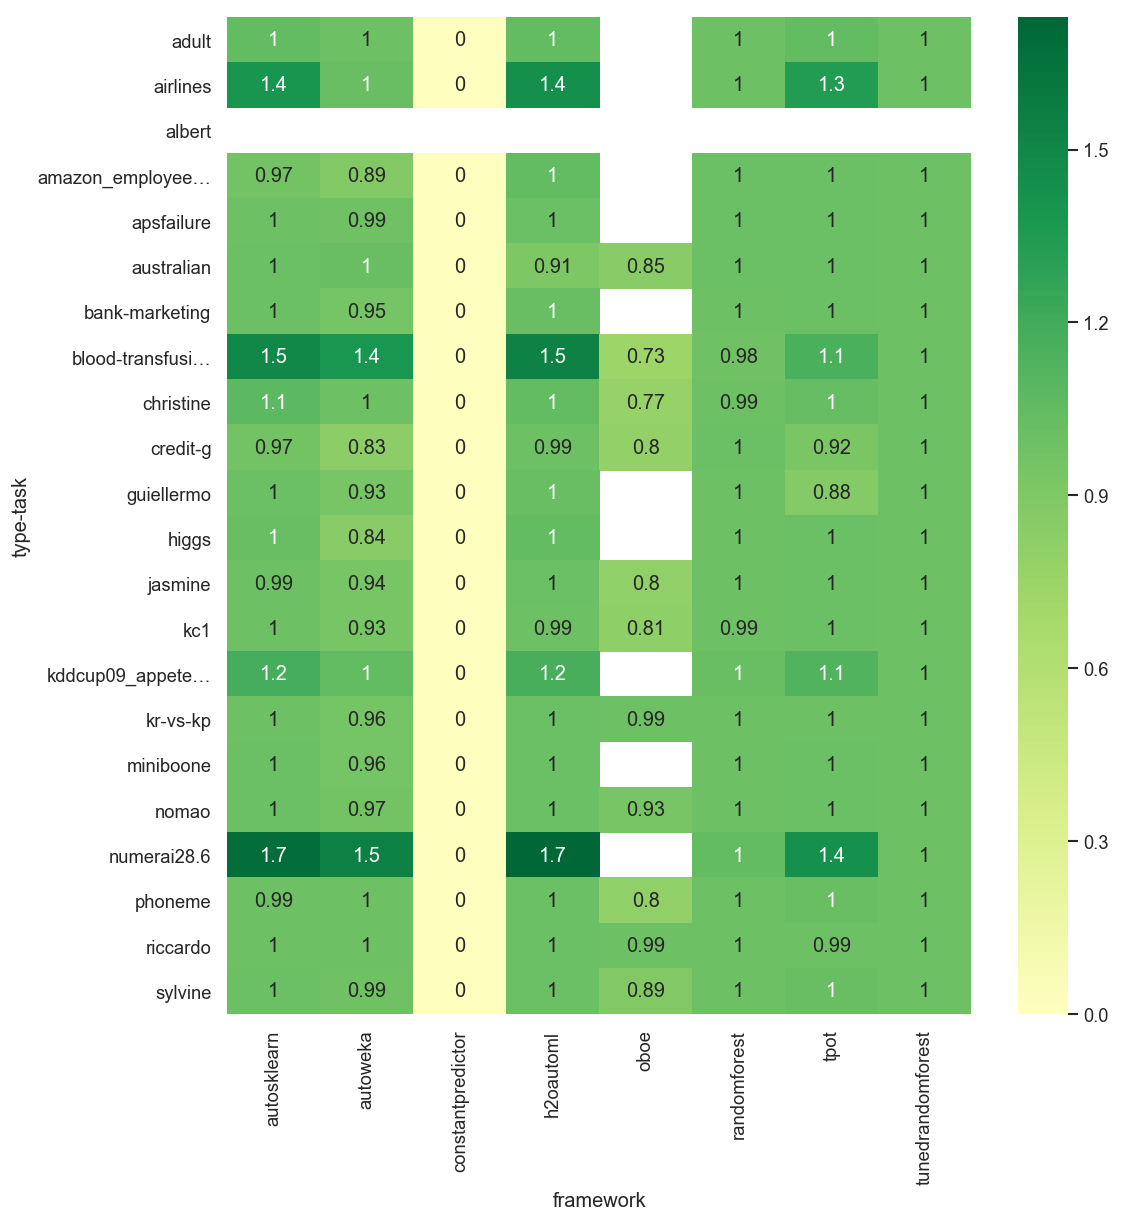 adult 1 1 0 1 1 1 1
airlines 1.4 1 0 1.4 1 1.3 1
albert
amazon_employee… 0.97 0.89 0 1 1 1 1
apsfailure 1 0.99 0 1 1 1 1
australian 1 1 0 0.91 0.85 1 1 1
bank-marketing 1 0.95 0 1 1 1 1
blood-transfusi… 1.5 1.4 0 1.5 0.73 0.98 1.1 1
christine 1.1 1 0 1 0.77 0.99 1 1
credit-g 0.97 0.83 0 0.99 0.8 1 0.92 1
guiellermo 1 0.93 0 1 1 0.88 1
higgs 1 0.84 0 1 1 1 1
jasmine 0.99 0.94 0 1 0.8 1 1 1
kc1 1 0.93 0 0.99 0.81 0.99 1 1
kddcup09_appete… 1.2 1 0 1.2 1 1.1 1
kr-vs-kp 1 0.96 0 1 0.99 1 1 1
miniboone 1 0.96 0 1 1 1 1
nomao 1 0.97 0 1 0.93 1 1 1
numerai28.6 1.7 1.5 0 1.7 1 1.4 1
phoneme 0.99 1 0 1 0.8 1 1 1
riccardo 1 1 0 1 0.99 1 0.99 1
sylvine 1 0.99 0 1 0.89 1 1 1
type-task
autosklearn
autoweka
constantpredictor
h2oautoml
oboe
randomforest
tpot
tunedrandomforest
framework
1.5
1.2
0.9
0.6
0.3
0.0